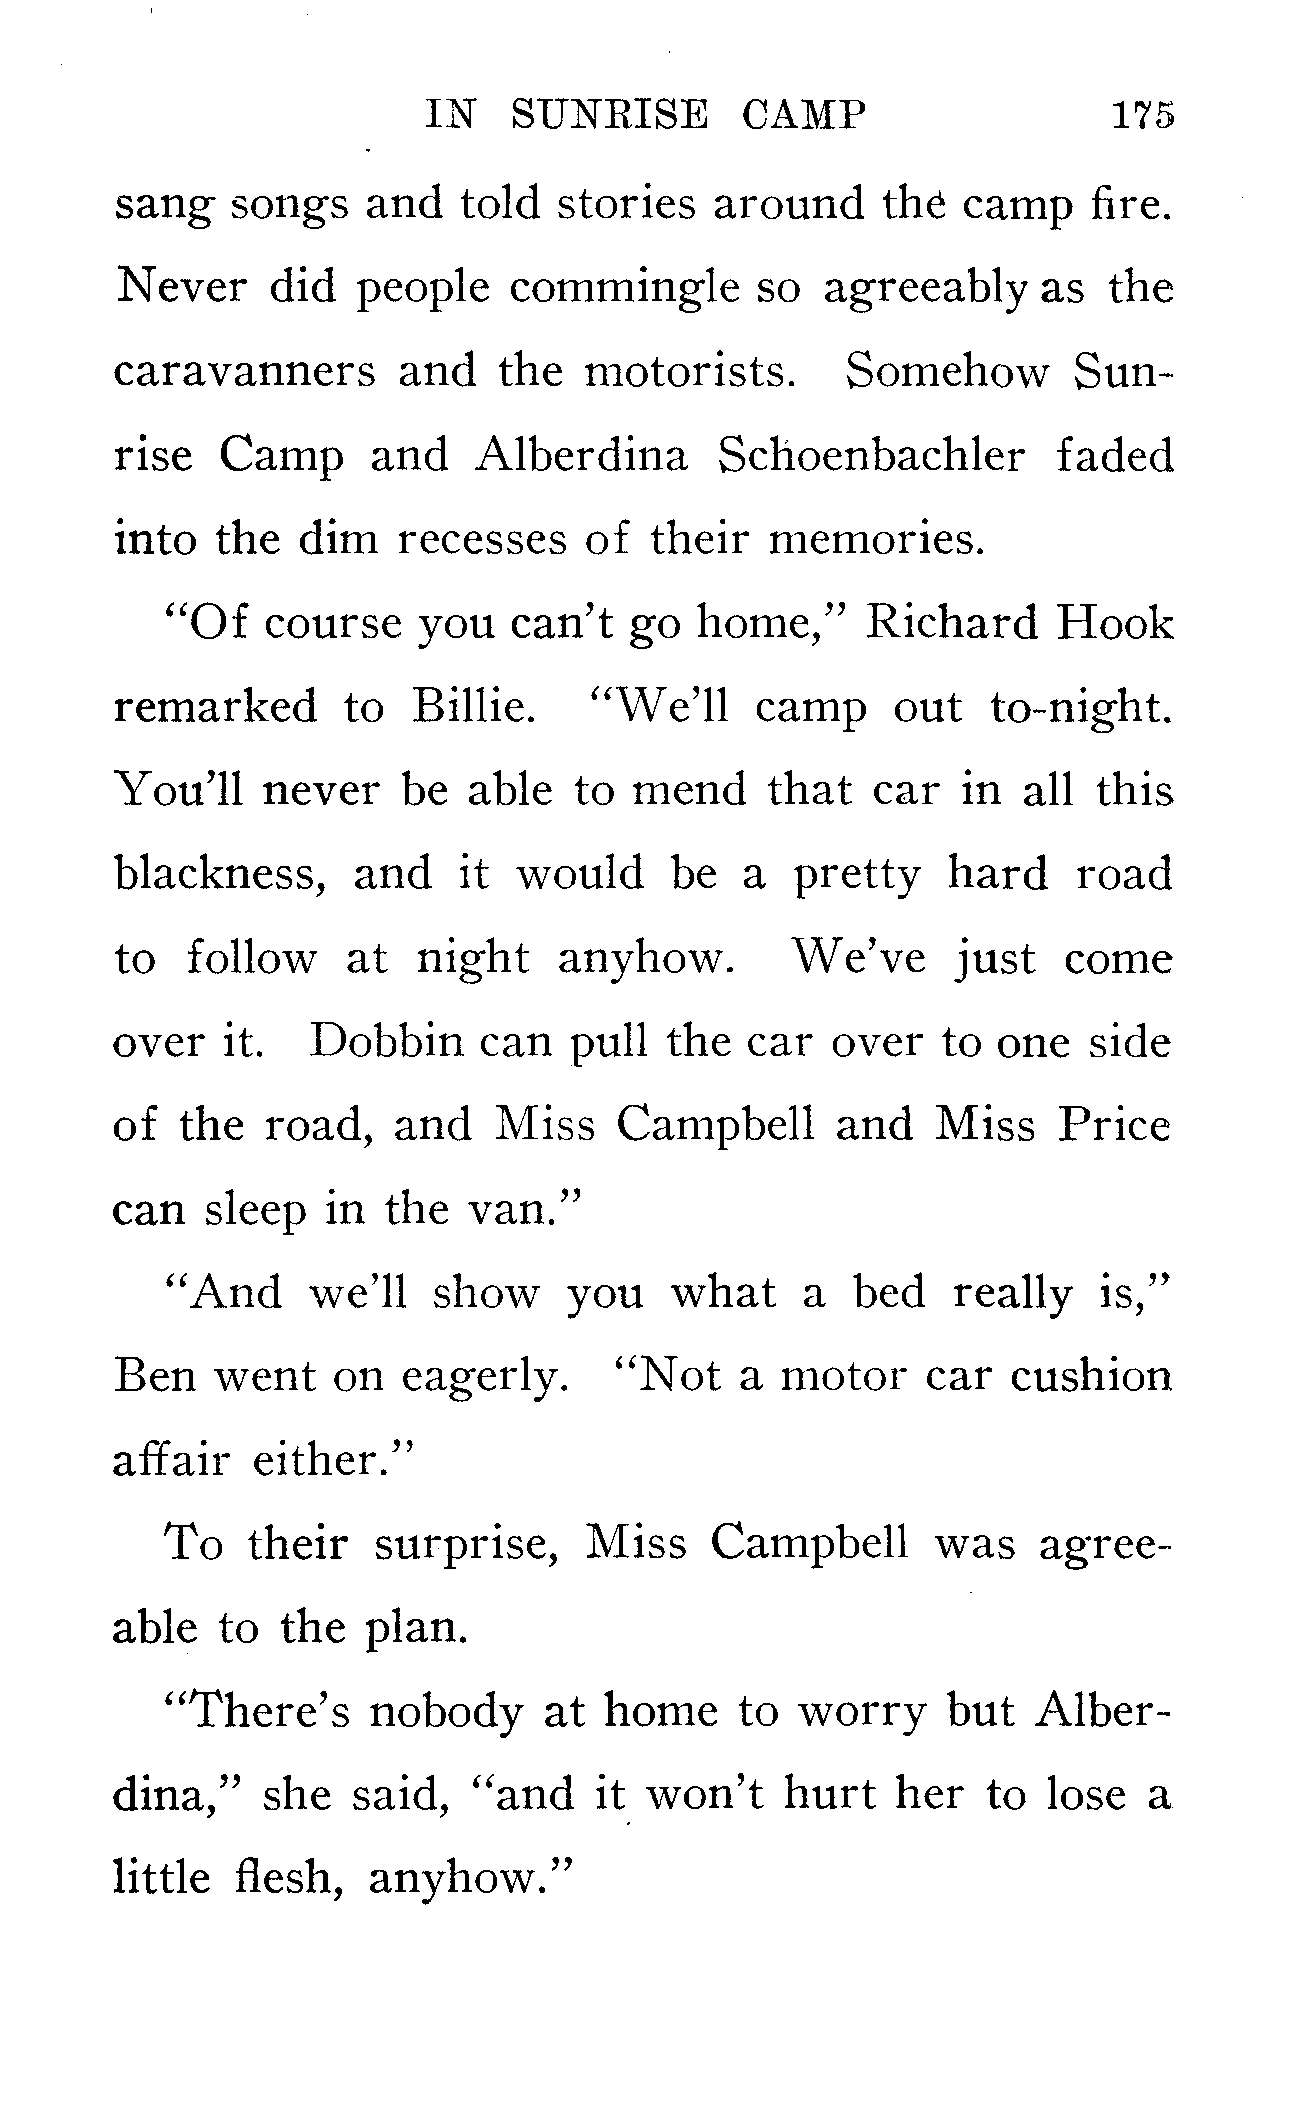 IN SUNRISE CAMP 175
sang songs and told stories around the camp fire.
Never did people commingle so agreeably as the
caravanners and the motorists. Somehow Sun-
rise Camp and Alberdina Schoenbachler faded
into the dim recesses of their memories.
“Of course you can’t go home,” Richard Hook
remarked to Billie. “We’ll camp out to-night.
You’ll never be able to mend that car in all this
blackness, and it would be a pretty hard road
to follow at night anyhow. We’ve just come
over it. Dobbin can pull the car over to one side
of the road, and Miss Campbell and Miss Price
can sleep in the van.”
“And we’ll show you what a bed really is,”
Ben went on eagerly. “Not a motor car cushion
affair either.”
To their surprise, Miss Campbell was agree-
able to the plan.
“There’s nobody at home to worry but Alber-
dina,” she said, “and it won’t hurt her to lose a
little flesh, anyhow.”